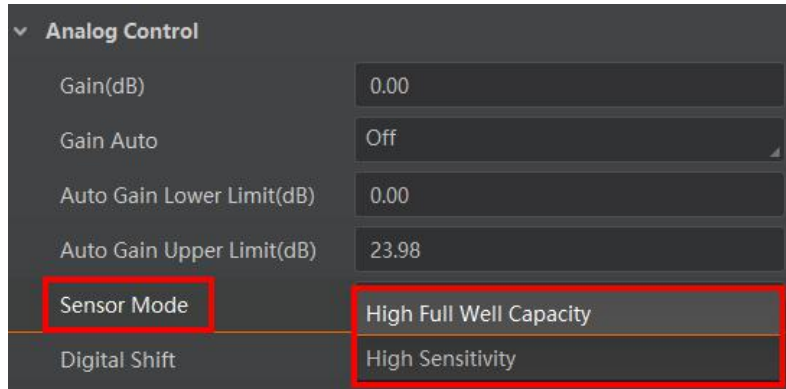 Analog Control
Gain(dB) 0.00
Gain Auto Off
Auto Gain Lower Limit(dB) 0.00
Auto Gain Upper Limit(dB) 23.98
Sensor Mode High Full Well Capacity
Digital Shift High Sensitivity